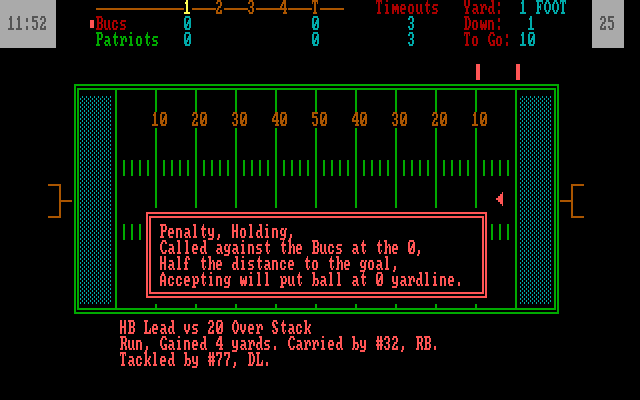 11:52 1 2 3 4 T Timeouts Yard: 1 FOOT 25
Bucs 0 0 3 Down: 1
Patriots 0 0 3 To Go: 10
10 20 30 40 50 40 30 20 10
Penalty, Holding,
Called against the Bucs at the 0,
Half the distance to the goal,
Accepting will put ball at 0 yardline.
HB Lead vs 20 Over Stack
Run, Gained 4 yards. Carried by #32, RB.
Tackled by #77, DL.